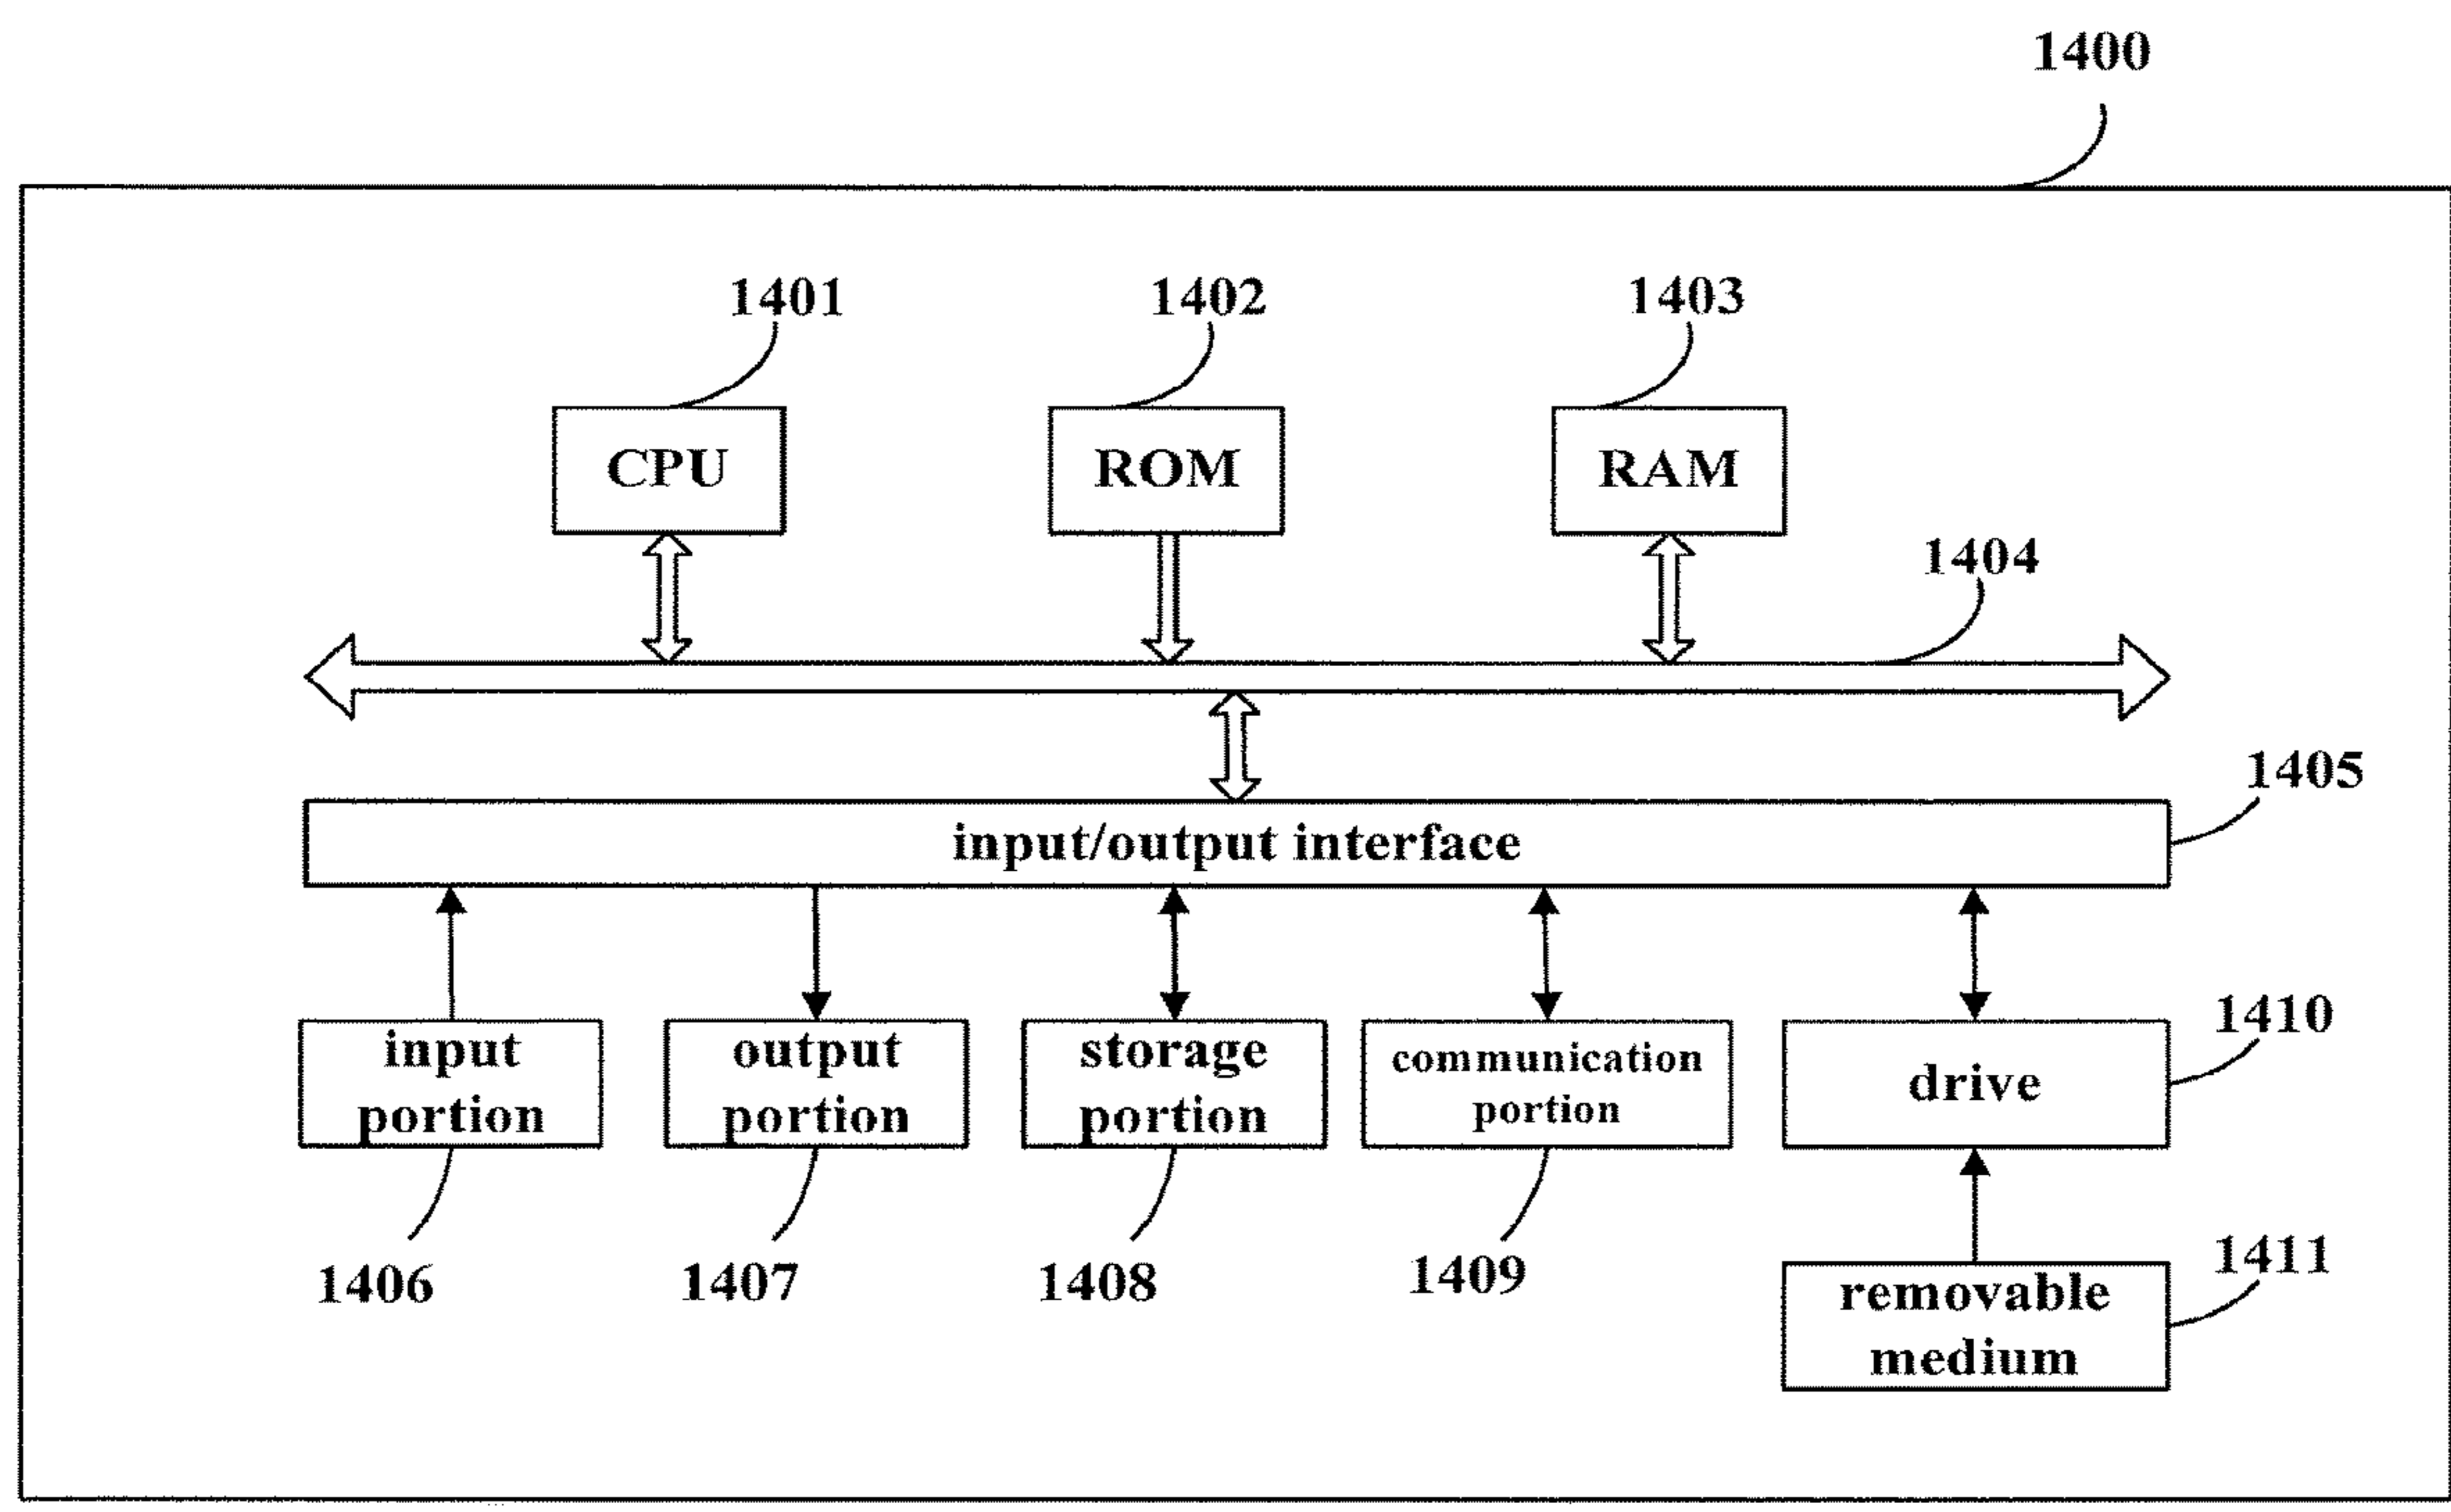 1400
1401
1402
1403
CPU
ROM
RAM
1404
1405
input/output interface
input
portion
output
portion
storage
portion
communication
portion
drive
1410
1406
1407
1408
1409
removable
medium
1411